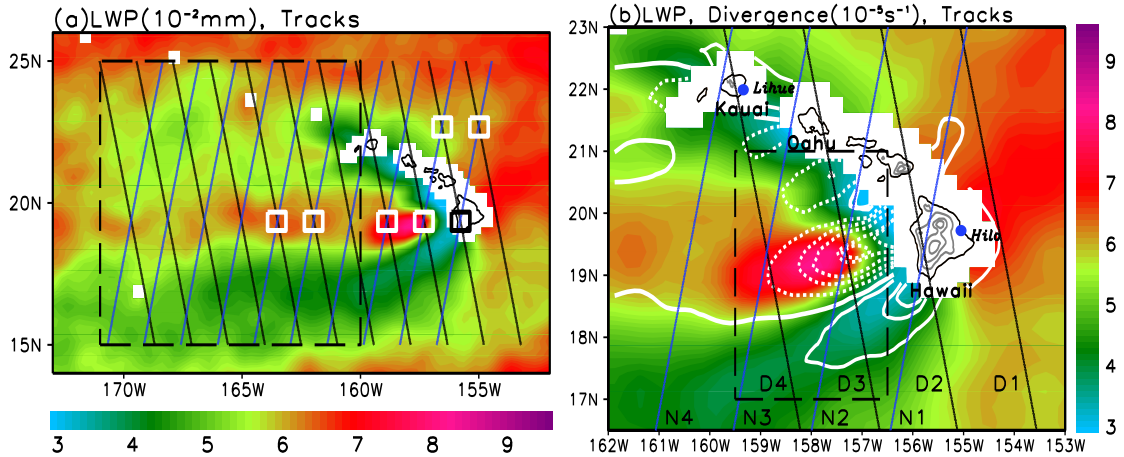 (a)LWP(10⁻²mm), Tracks
25N
20N
15N
170W 165W 160W 155W
3 4 5 6 7 8 9
(b)LWP, Divergence(10⁻⁵s⁻¹), Tracks
23N
22N
21N
20N
19N
18N
17N
Lihue
Kauai
Oahu
Hilo
Hawaii
D4 D3 D2 D1
N4 N3 N2 N1
162W 160W 159W 157W 156W 155W 153W
9
8
7
6
5
4
3